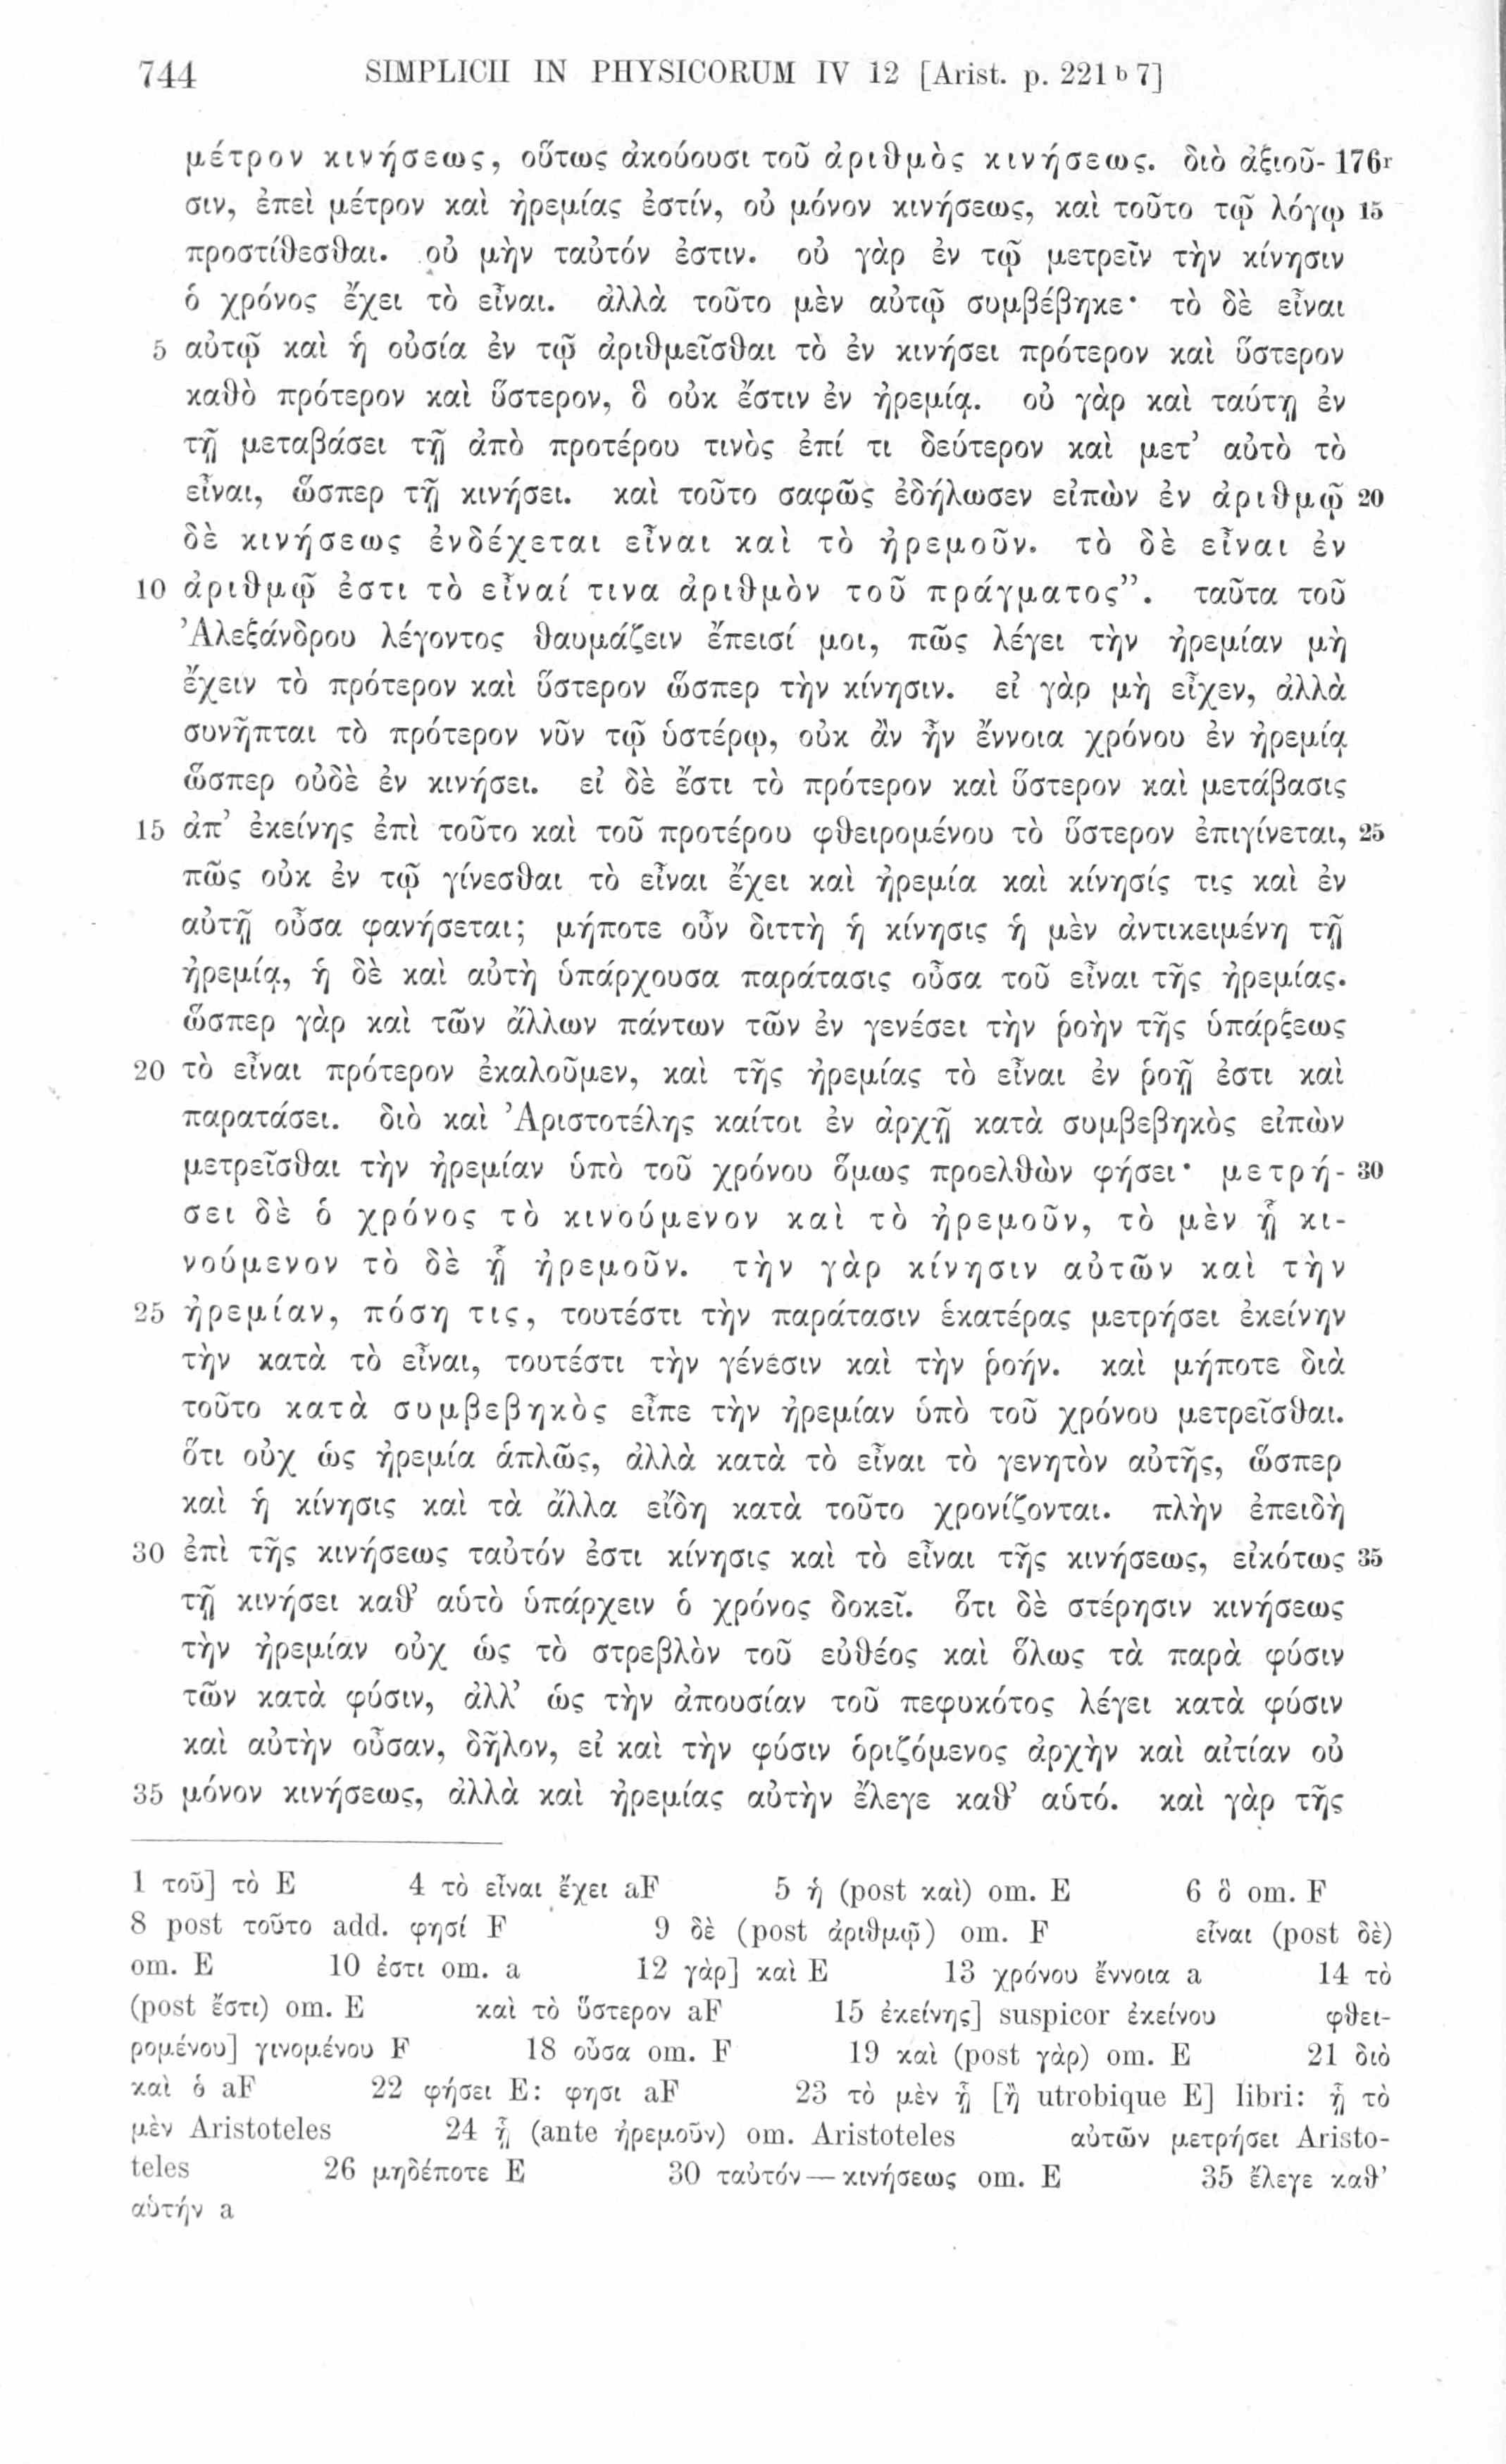 744 SIMPLICII IN PHYSICORUM IV 12 [Arist. p. 221 b 7]
μέτρον κινήσεως, οὕτως ἀκούουσι τοῦ ἀριθμὸς κινήσεως. διὸ ἀξιοῦ- 176r
σιν, ἐπεὶ μέτρον καὶ ἠρεμίας ἐστίν, οὐ μόνον κινήσεως, καὶ τοῦτο τῷ λόγῳ 15
προστίθεσθαι. οὐ μὴν ταὐτόν ἐστιν. οὐ γὰρ ἐν τῷ μετρεῖν τὴν κίνησιν
ὁ χρόνος ἔχει τὸ εἶναι. ἀλλὰ τοῦτο μὲν αὐτῷ συμβέβηκε· τὸ δὲ εἶναι
5 αὐτῷ καὶ ἡ οὐσία ἐν τῷ ἀριθμεῖσθαι τὸ ἐν κινήσει πρότερον καὶ ὕστερον
καθὸ πρότερον καὶ ὕστερον, ὃ οὐκ ἔστιν ἐν ἠρεμίᾳ. οὐ γὰρ καὶ ταύτῃ ἐν
τῇ μεταβάσει τῇ ἀπὸ προτέρου τινὸς ἐπί τι δεύτερον καὶ μετ’ αὐτὸ τὸ
εἶναι, ὥσπερ τῇ κινήσει. καὶ τοῦτο σαφῶς ἐδήλωσεν εἰπὼν ἐν ἀριθμῷ 20
δὲ κινήσεως ἐνδέχεται εἶναι καὶ τὸ ἠρεμοῦν. τὸ δὲ εἶναι ἐν
10 ἀριθμῷ ἐστι τὸ εἶναί τινα ἀριθμὸν τοῦ πράγματος”. ταῦτα τοῦ
Ἀλεξάνδρου λέγοντος θαυμάζειν ἔπεισί μοι, πῶς λέγει τὴν ἠρεμίαν μὴ
ἔχειν τὸ πρότερον καὶ ὕστερον ὥσπερ τὴν κίνησιν. εἰ γὰρ μὴ εἶχεν, ἀλλὰ
συνῆπται τὸ πρότερον νῦν τῷ ὑστέρῳ, οὐκ ἂν ἦν ἔννοια χρόνου ἐν ἠρεμίᾳ
ὥσπερ οὐδὲ ἐν κινήσει. εἰ δὲ ἔστι τὸ πρότερον καὶ ὕστερον καὶ μετάβασις
15 ἀπ’ ἐκείνης ἐπὶ τοῦτο καὶ τοῦ προτέρου φθειρομένου τὸ ὕστερον ἐπιγίνεται, 25
πῶς οὐκ ἐν τῷ γίνεσθαι τὸ εἶναι ἔχει καὶ ἠρεμία καὶ κίνησίς τις καὶ ἐν
αὐτῇ οὖσα φανήσεται; μήποτε οὖν διττὴ ἡ κίνησις ἡ μὲν ἀντικειμένη τῇ
ἠρεμίᾳ, ἡ δὲ καὶ αὐτὴ ὑπάρχουσα παράτασις οὖσα τοῦ εἶναι τῆς ἠρεμίας.
ὥσπερ γὰρ καὶ τῶν ἄλλων πάντων τῶν ἐν γενέσει τὴν ῥοὴν τῆς ὑπάρξεως
20 τὸ εἶναι πρότερον ἐκαλοῦμεν, καὶ τῆς ἠρεμίας τὸ εἶναι ἐν ῥοῇ ἐστι καὶ
παρατάσει. διὸ καὶ Ἀριστοτέλης καίτοι ἐν ἀρχῇ κατὰ συμβεβηκὸς εἰπὼν
μετρεῖσθαι τὴν ἠρεμίαν ὑπὸ τοῦ χρόνου ὅμως προελθὼν φήσει· μετρή- 30
σει δὲ ὁ χρόνος τὸ κινούμενον καὶ τὸ ἠρεμοῦν, τὸ μὲν ᾗ κι-
νούμενον τὸ δὲ ᾗ ἠρεμοῦν. τὴν γὰρ κίνησιν αὐτῶν καὶ τὴν
25 ἠρεμίαν, πόση τις, τουτέστι τὴν παράτασιν ἑκατέρας μετρήσει ἐκείνην
τὴν κατὰ τὸ εἶναι, τουτέστι τὴν γένεσιν καὶ τὴν ῥοήν. καὶ μήποτε διὰ
τοῦτο κατὰ συμβεβηκὸς εἶπε τὴν ἠρεμίαν ὑπὸ τοῦ χρόνου μετρεῖσθαι.
ὅτι οὐχ ὡς ἠρεμία ἁπλῶς, ἀλλὰ κατὰ τὸ εἶναι τὸ γενητὸν αὐτῆς, ὥσπερ
καὶ ἡ κίνησις καὶ τὰ ἄλλα εἴδη κατὰ τοῦτο χρονίζονται. πλὴν ἐπειδὴ
30 ἐπὶ τῆς κινήσεως ταὐτόν ἐστι κίνησις καὶ τὸ εἶναι τῆς κινήσεως, εἰκότως 35
τῇ κινήσει καθ’ αὑτὸ ὑπάρχειν ὁ χρόνος δοκεῖ. ὅτι δὲ στέρησιν κινήσεως
τὴν ἠρεμίαν οὐχ ὡς τὸ στρεβλὸν τοῦ εὐθέος καὶ ὅλως τὰ παρὰ φύσιν
τῶν κατὰ φύσιν, ἀλλ’ ὡς τὴν ἀπουσίαν τοῦ πεφυκότος λέγει κατὰ φύσιν
καὶ αὐτὴν οὖσαν, δῆλον, εἰ καὶ τὴν φύσιν ὁριζόμενος ἀρχὴν καὶ αἰτίαν οὐ
35 μόνον κινήσεως, ἀλλὰ καὶ ἠρεμίας αὐτὴν ἔλεγε καθ’ αὑτό. καὶ γὰρ τῆς
1 τοῦ] τὸ E 4 τὸ εἶναι ἔχει aF 5 ἡ (post καὶ) om. E 6 ὃ om. F
8 post τοῦτο add. φησί F 9 δὲ (post ἀριθμῷ) om. F εἶναι (post δὲ)
om. E 10 ἐστι om. a 12 γὰρ] καὶ E 13 χρόνου ἔννοια a 14 τὸ
(post ἔστι) om. E καὶ τὸ ὕστερον aF 15 ἐκείνης] suspicor ἐκείνου φθει-
ρομένου] γινομένου F 18 οὖσα om. F 19 καὶ (post γὰρ) om. E 21 διὸ
καὶ ὁ aF 22 φήσει E: φησι aF 23 τὸ μὲν ᾗ [ἢ utrobique E] libri: ᾗ τὸ
μὲν Aristoteles 24 ᾗ (ante ἠρεμοῦν) om. Aristoteles αὐτῶν μετρήσει Aristo-
teles 26 μηδέποτε E 30 ταὐτόν — κινήσεως om. E 35 ἔλεγε καθ’
αὑτήν a